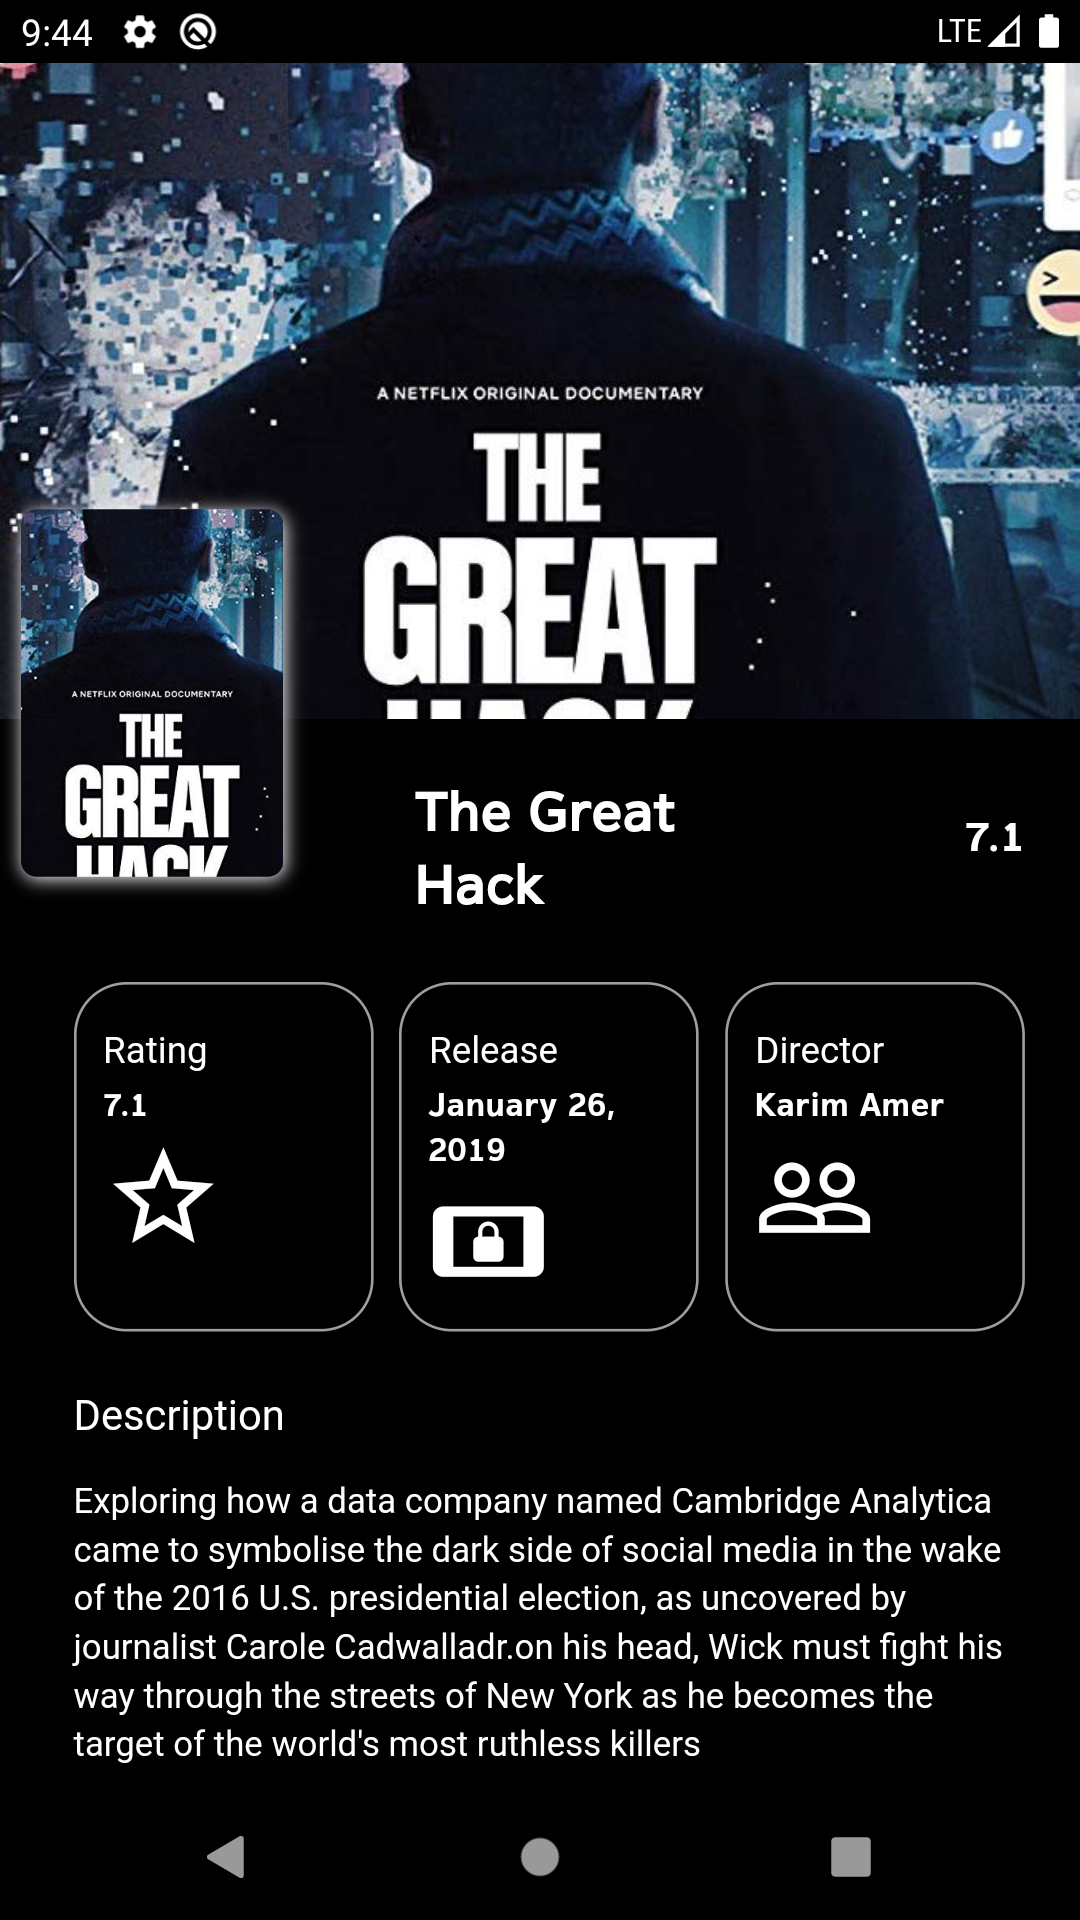 9:44
LTE
A NETFLIX ORIGINAL DOCUMENTARY
THE
GREAT
HACK
A NETFLIX ORIGINAL DOCUMENTARY
THE
GREAT
HACK
The Great
Hack
7.1
Rating
7.1
Release
January 26,
2019
Director
Karim Amer
Description
Exploring how a data company named Cambridge Analytica
came to symbolise the dark side of social media in the wake
of the 2016 U.S. presidential election, as uncovered by
journalist Carole Cadwalladr.on his head, Wick must fight his
way through the streets of New York as he becomes the
target of the world's most ruthless killers